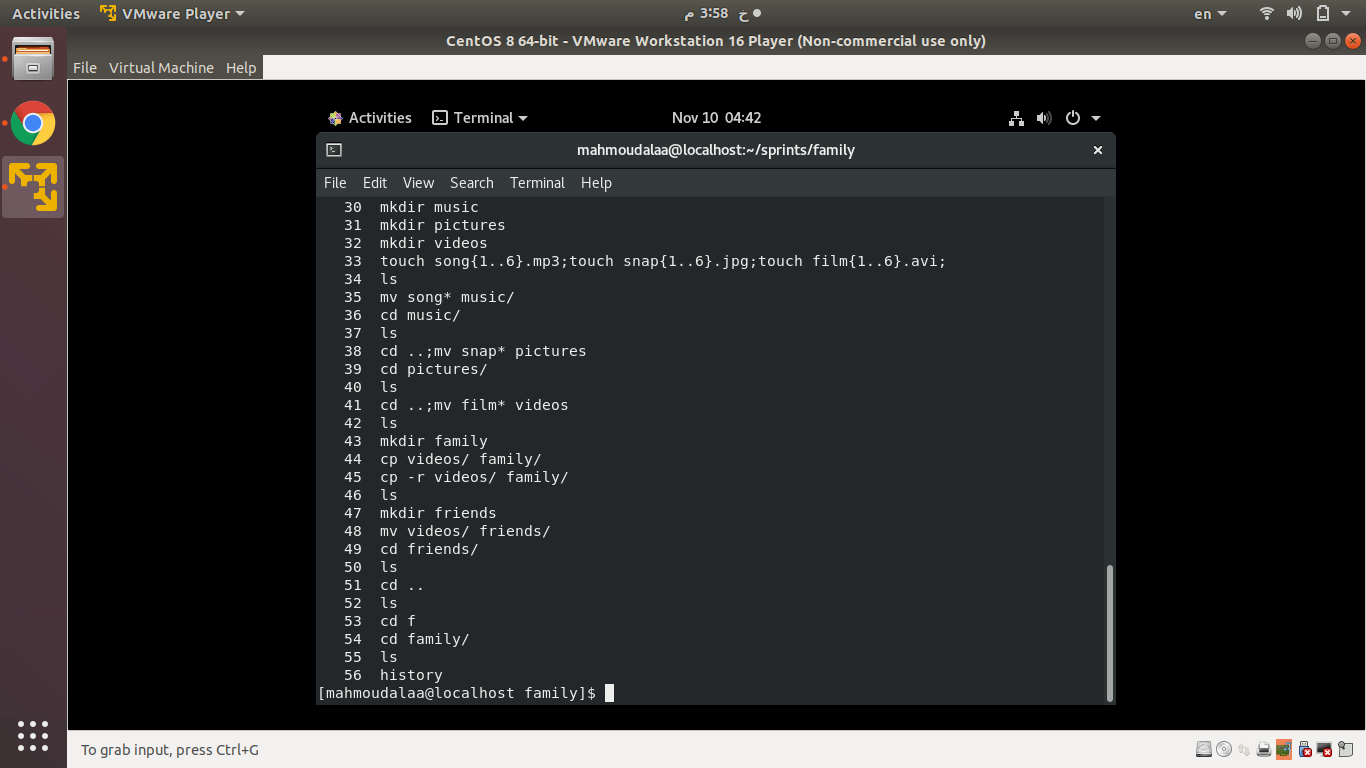 Activities VMware Player م 3:58 خ en
CentOS 8 64-bit - VMware Workstation 16 Player (Non-commercial use only)
File Virtual Machine Help
Activities Terminal Nov 10 04:42
mahmoudalaa@localhost:~/sprints/family
File Edit View Search Terminal Help
30 mkdir music
31 mkdir pictures
32 mkdir videos
33 touch song{1..6}.mp3;touch snap{1..6}.jpg;touch film{1..6}.avi;
34 ls
35 mv song* music/
36 cd music/
37 ls
38 cd ..;mv snap* pictures
39 cd pictures/
40 ls
41 cd ..;mv film* videos
42 ls
43 mkdir family
44 cp videos/ family/
45 cp -r videos/ family/
46 ls
47 mkdir friends
48 mv videos/ friends/
49 cd friends/
50 ls
51 cd ..
52 ls
53 cd f
54 cd family/
55 ls
56 history
[mahmoudalaa@localhost family]$
To grab input, press Ctrl+G